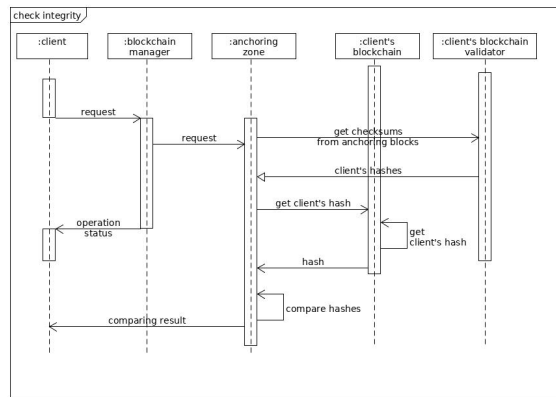 check integrity
:client
:blockchain
manager
:anchoring
zone
:client's
blockchain
:client's blockchain
validator
request
request
get checksums
from anchoring blocks
client's hashes
get client's hash
operation
status
get
client's hash
hash
compare hashes
comparing result